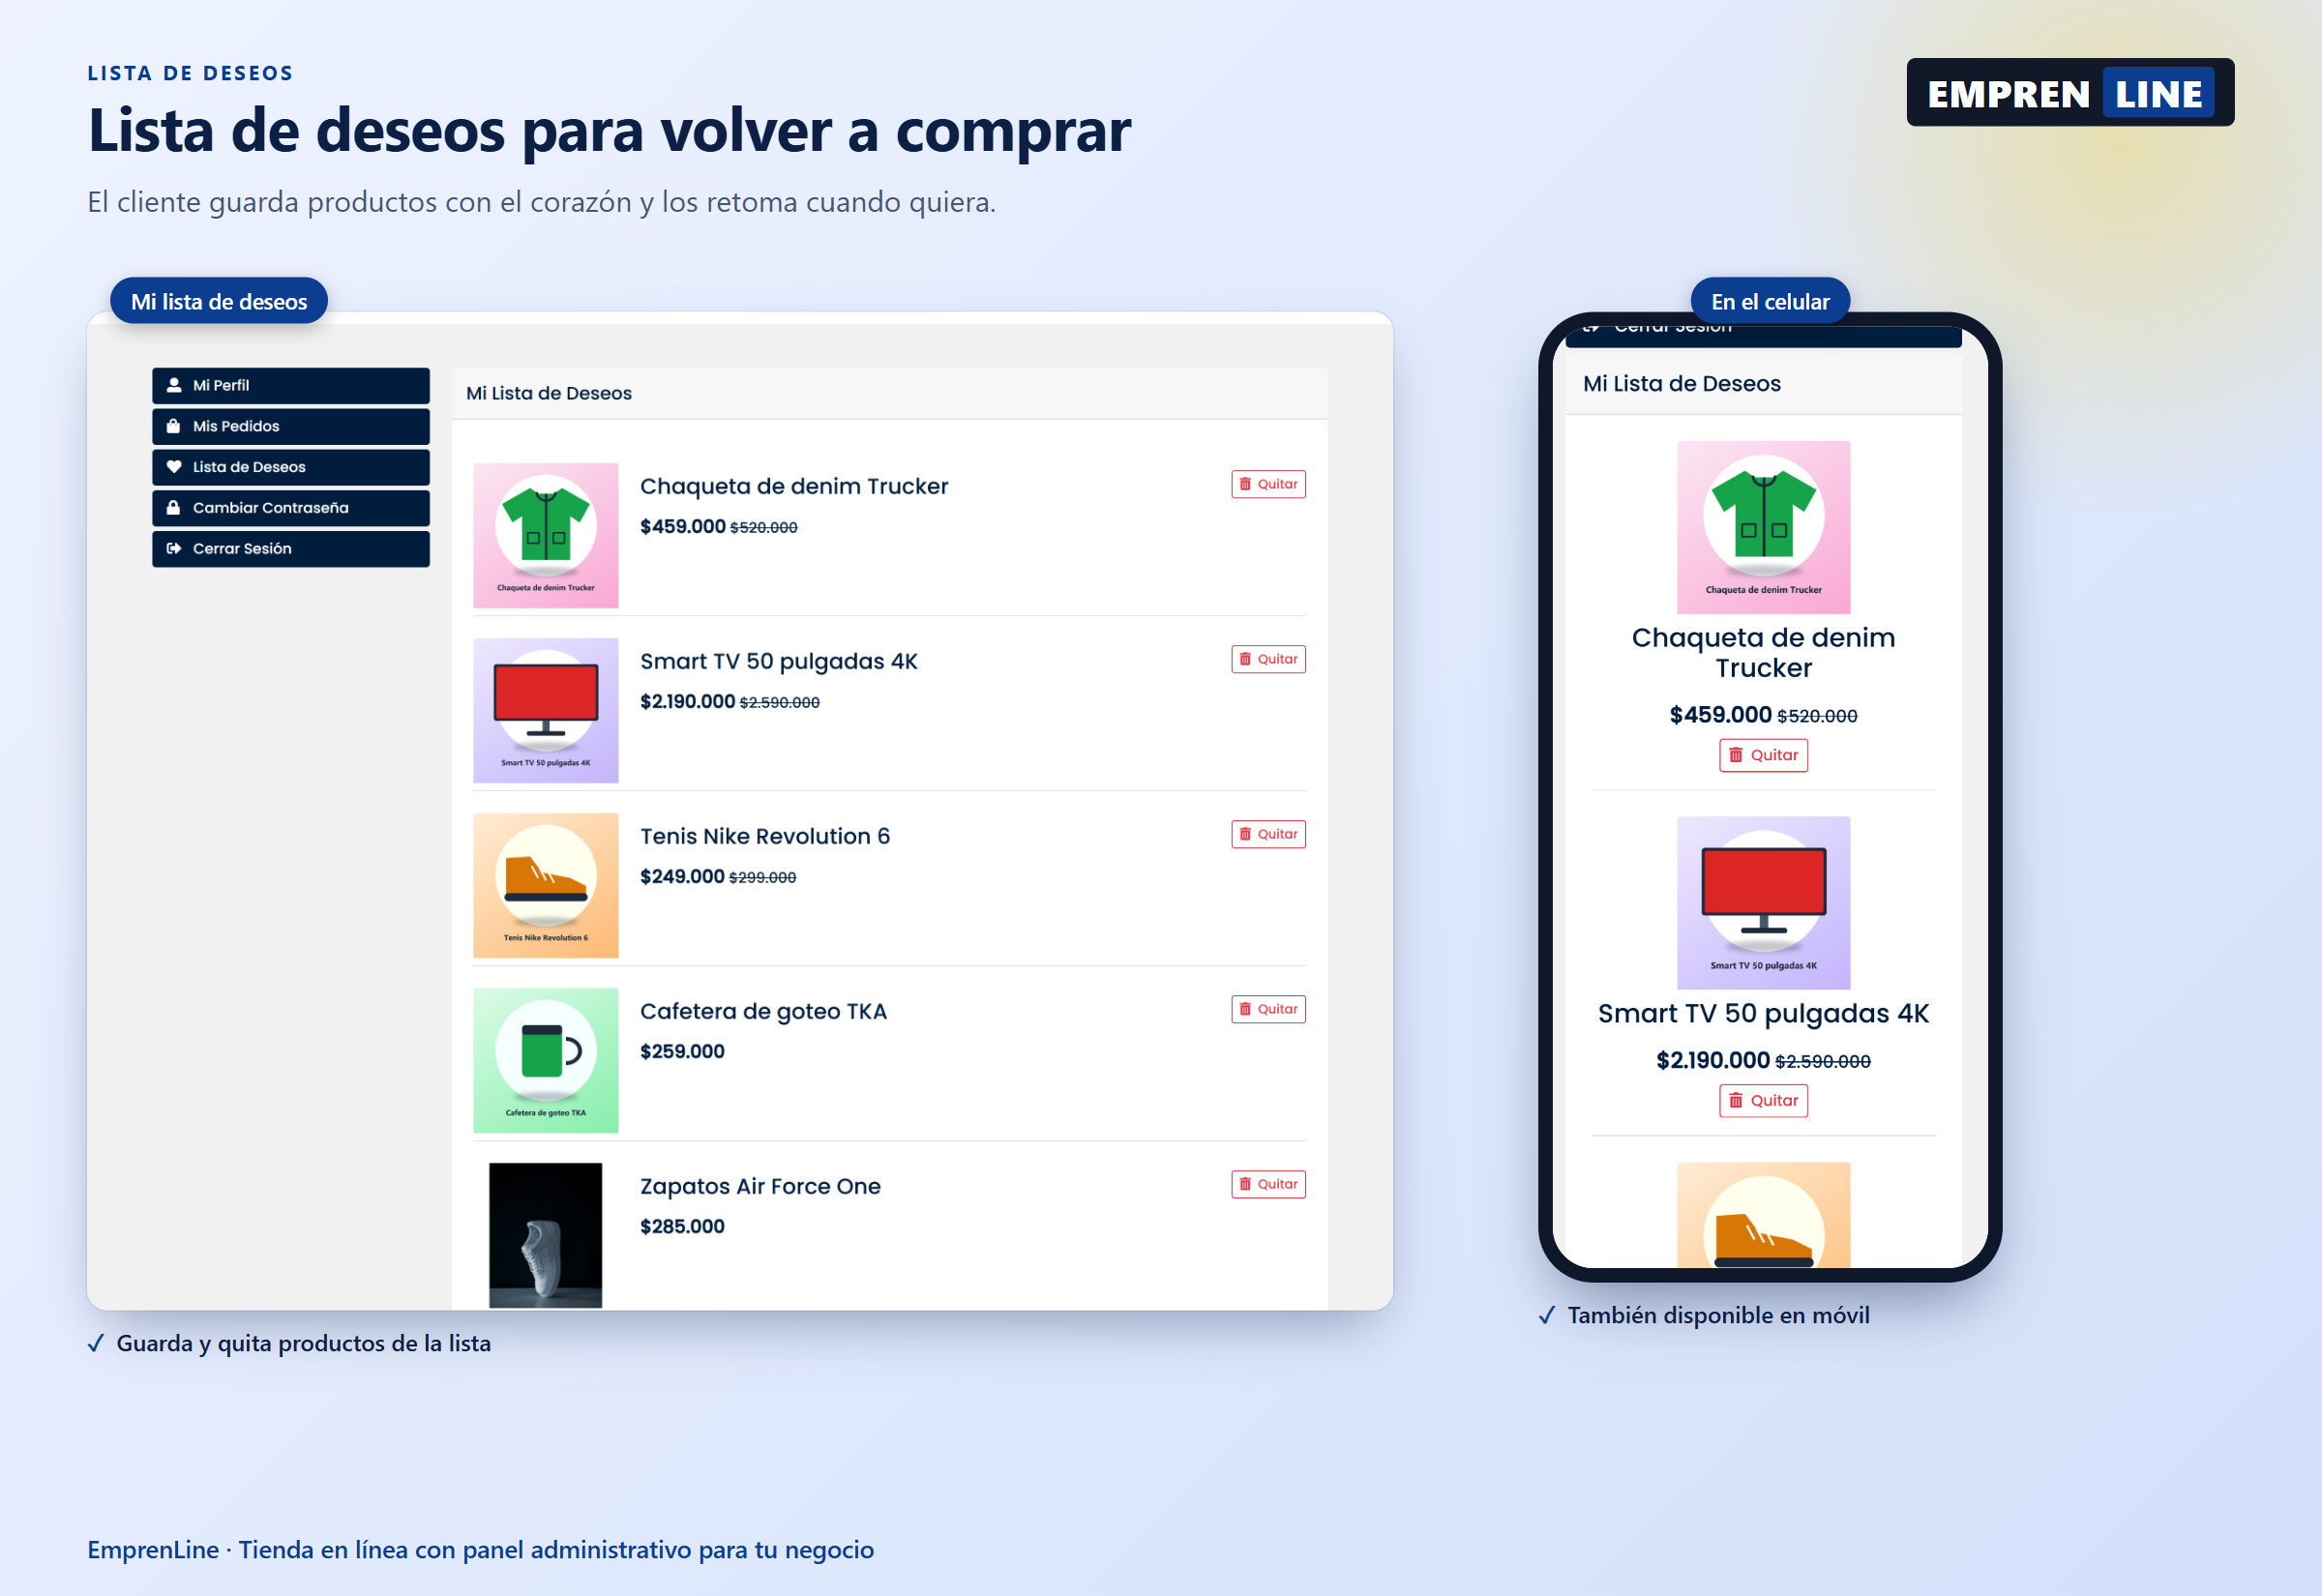 LISTA DE DESEOS
Lista de deseos para volver a comprar
El cliente guarda productos con el corazón y los retoma cuando quiera.
EMPREN LINE
Mi lista de deseos
Mi Perfil
Mis Pedidos
Lista de Deseos
Cambiar Contraseña
Cerrar Sesión
Mi Lista de Deseos
Chaqueta de denim Trucker
Chaqueta de denim Trucker
$459.000 $520.000
Quitar
Smart TV 50 pulgadas 4K
Smart TV 50 pulgadas 4K
$2.190.000 $2.590.000
Quitar
Tenis Nike Revolution 6
Tenis Nike Revolution 6
$249.000 $299.000
Quitar
Cafetera de goteo TKA
Cafetera de goteo TKA
$259.000
Quitar
Zapatos Air Force One
$285.000
Quitar
✓ Guarda y quita productos de la lista
En el celular
Cerrar Sesión
Mi Lista de Deseos
Chaqueta de denim Trucker
Chaqueta de denim
Trucker
$459.000 $520.000
Quitar
Smart TV 50 pulgadas 4K
Smart TV 50 pulgadas 4K
$2.190.000 $2.590.000
Quitar
✓ También disponible en móvil
EmprenLine · Tienda en línea con panel administrativo para tu negocio